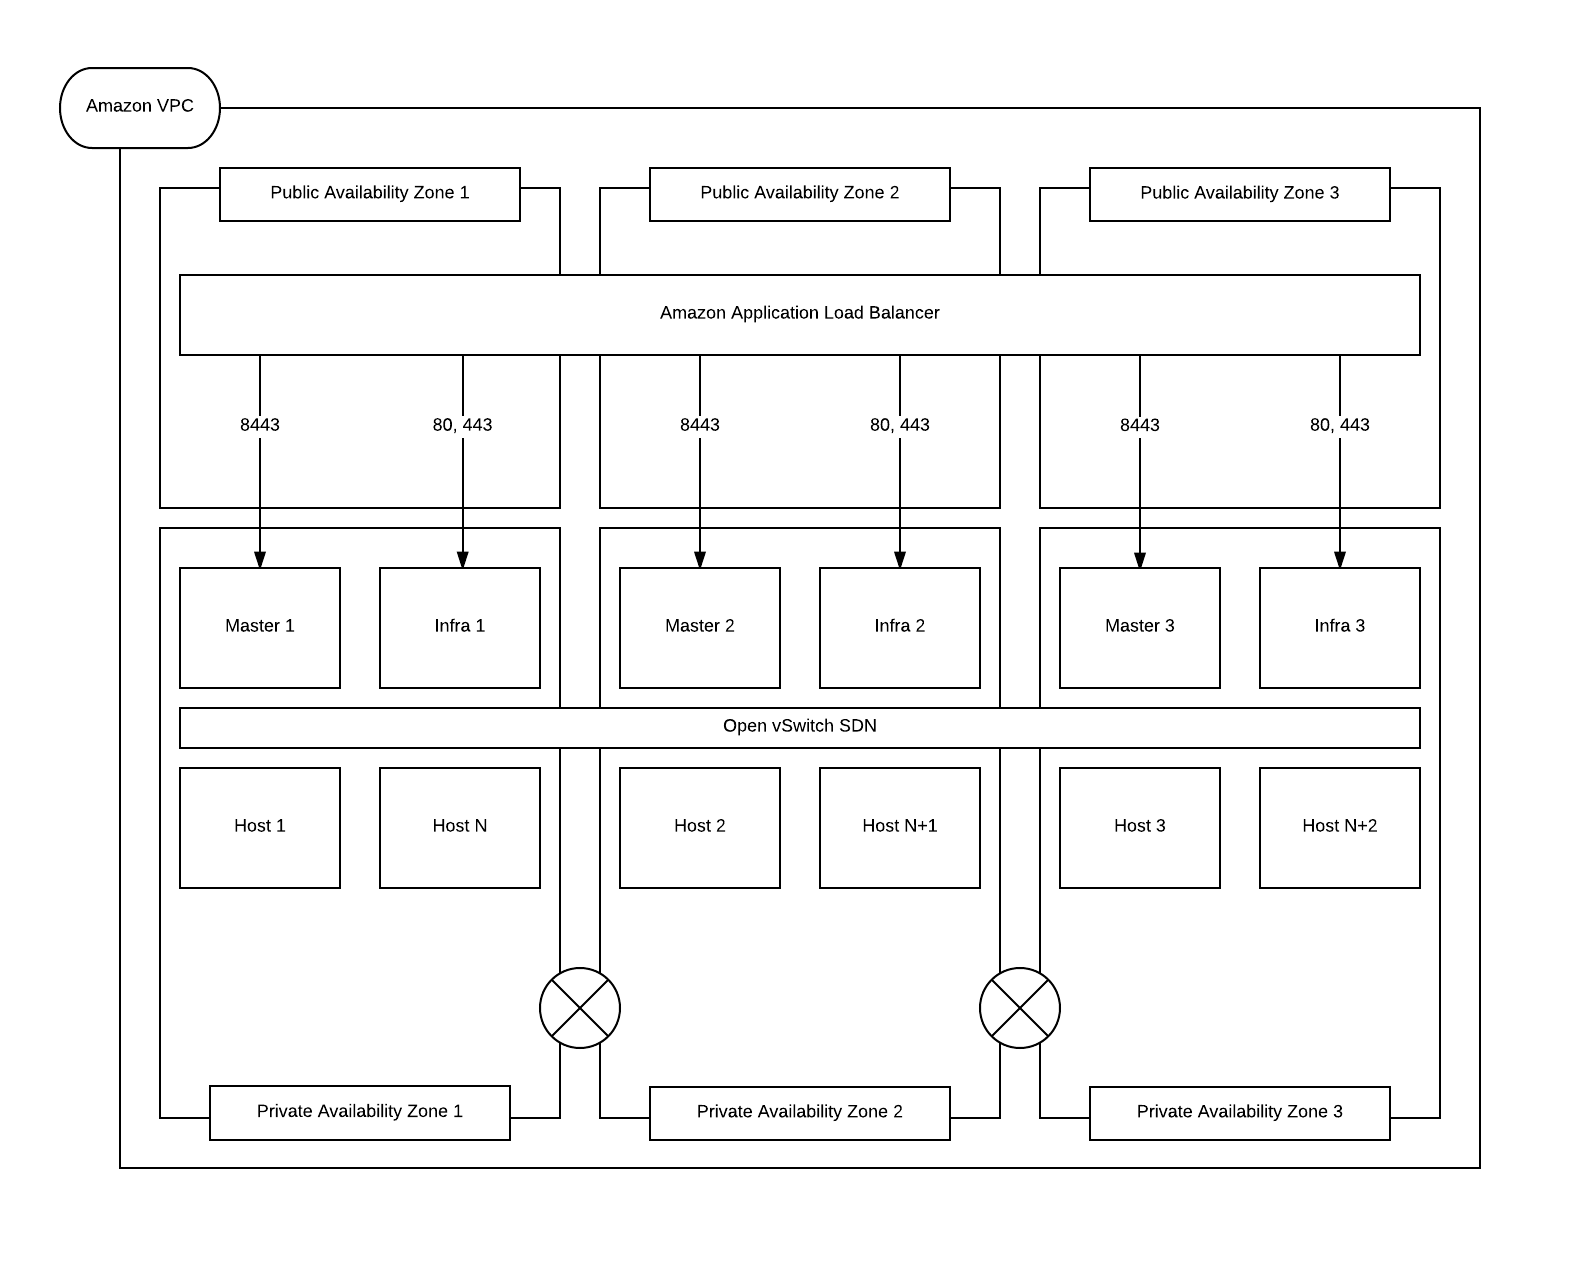 Amazon VPC
Public Availability Zone 1
Public Availability Zone 2
Public Availability Zone 3
Amazon Application Load Balancer
8443
80, 443
8443
80, 443
8443
80, 443
Master 1
Infra 1
Master 2
Infra 2
Master 3
Infra 3
Open vSwitch SDN
Host 1
Host N
Host 2
Host N+1
Host 3
Host N+2
Private Availability Zone 1
Private Availability Zone 2
Private Availability Zone 3